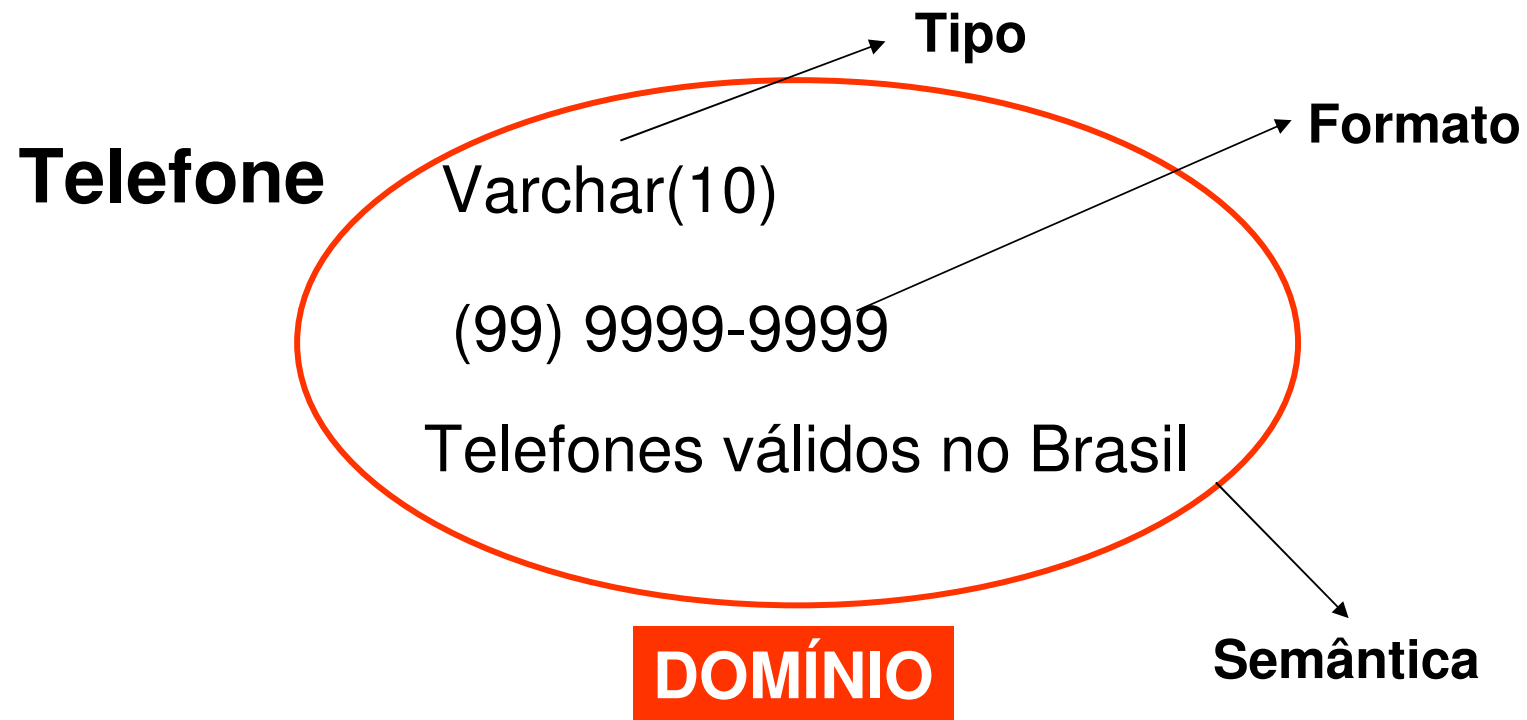 Tipo
Formato
Telefone
Varchar(10)
(99) 9999-9999
Telefones válidos no Brasil
Semântica
DOMÍNIO